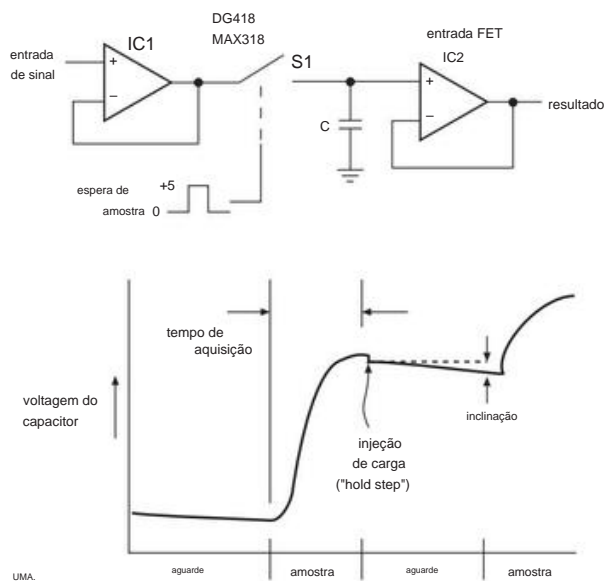 DG418
MAX318
entrada
de sinal
IC1
+
−
S1
entrada FET
IC2
+
−
resultado
C
espera de
amostra
+5
0
tempo de
aquisição
voltagem do
capacitor
injeção
de carga
("hold step")
inclinação
aguarde
amostra
aguarde
amostra
UMA.